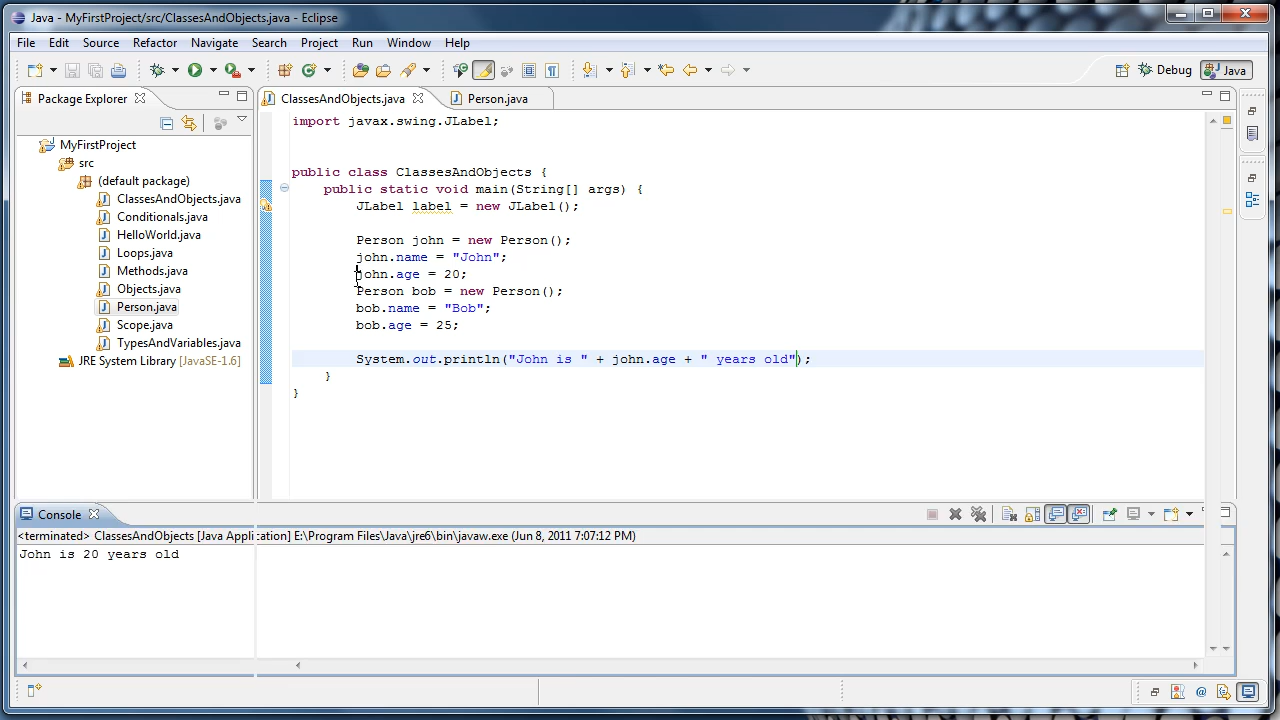 Java - MyFirstProject/src/ClassesAndObjects.java - Eclipse
File Edit Source Refactor Navigate Search Project Run Window Help
Debug Java
Package Explorer
ClassesAndObjects.java Person.java
MyFirstProject
src
(default package)
ClassesAndObjects.java
Conditionals.java
HelloWorld.java
Loops.java
Methods.java
Objects.java
Person.java
Scope.java
TypesAndVariables.java
JRE System Library [JavaSE-1.6]
import javax.swing.JLabel;
public class ClassesAndObjects {
public static void main(String[] args) {
JLabel label = new JLabel();
Person john = new Person();
john.name = "John";
john.age = 20;
Person bob = new Person();
bob.name = "Bob";
bob.age = 25;
System.out.println("John is " + john.age + " years old");
}
}
Console
<terminated> ClassesAndObjects [Java Application] E:\Program Files\Java\jre6\bin\javaw.exe (Jun 8, 2011 7:07:12 PM)
John is 20 years old